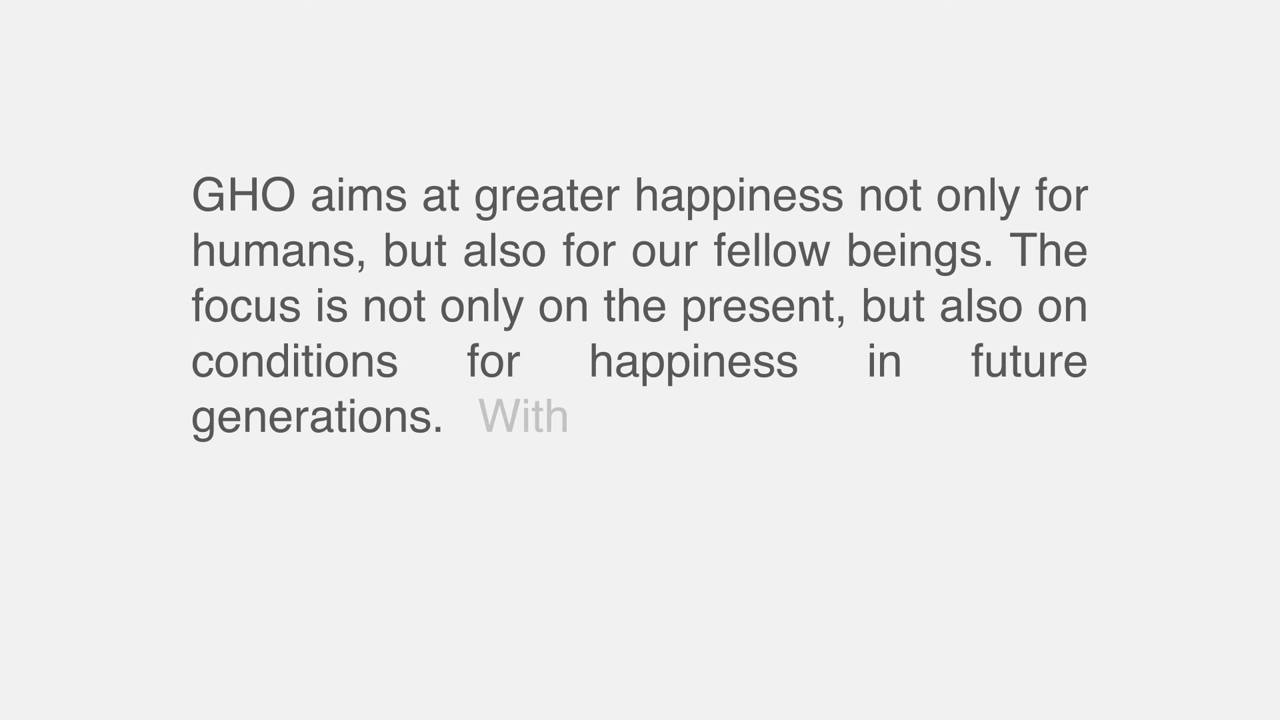 GHO aims at greater happiness not only for
humans, but also for our fellow beings. The
focus is not only on the present, but also on
conditions for happiness in future
generations. With